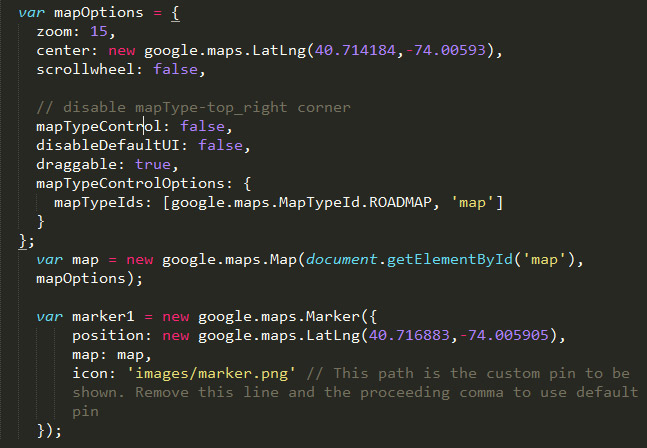 var mapOptions = {
zoom: 15,
center: new google.maps.LatLng(40.714184,-74.00593),
scrollwheel: false,
// disable mapType-top_right corner
mapTypeControl: false,
disableDefaultUI: false,
draggable: true,
mapTypeControlOptions: {
mapTypeIds: [google.maps.MapTypeId.ROADMAP, 'map']
}
};
var map = new google.maps.Map(document.getElementById('map'),
mapOptions);
var marker1 = new google.maps.Marker({
position: new google.maps.LatLng(40.716883,-74.005905),
map: map,
icon: 'images/marker.png' // This path is the custom pin to be
shown. Remove this line and the proceeding comma to use default
pin
});